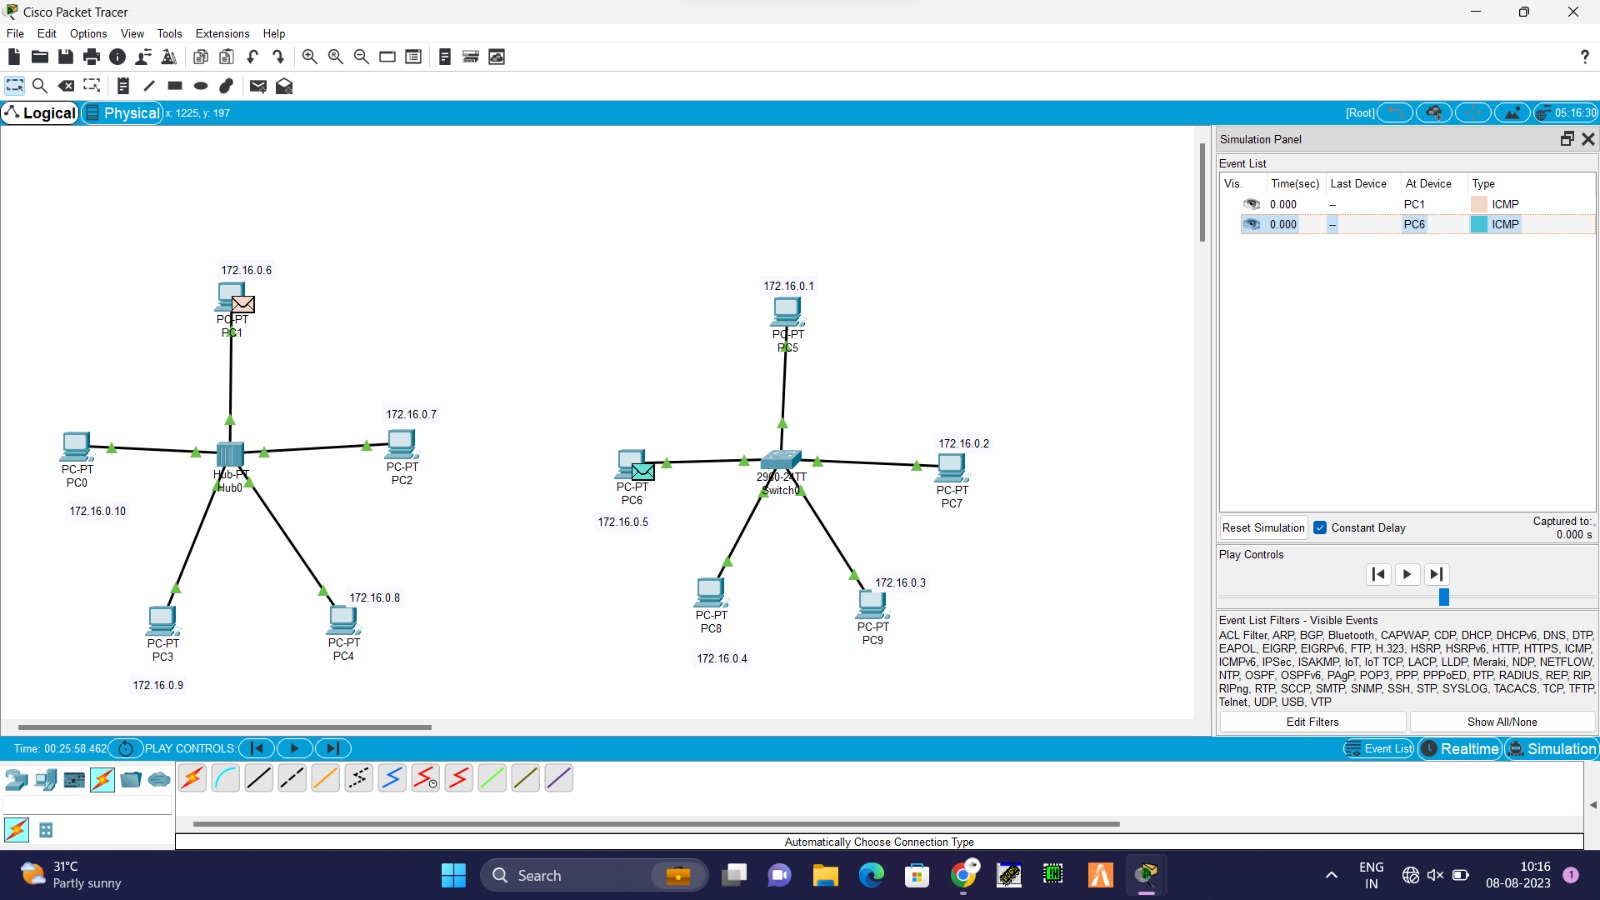 Cisco Packet Tracer
File Edit Options View Tools Extensions Help
?
Logical Physical x: 1225, y: 197 [Root] 05:16:30
Simulation Panel
Event List
Vis. Time(sec) Last Device At Device Type
0.000 -- PC1 ICMP
0.000 -- PC6 ICMP
172.16.0.6
PC-PT
PC1
172.16.0.7
PC-PT
PC2
PC-PT
PC0
172.16.0.10
Hub-PT
Hub0
PC-PT
PC3
172.16.0.9
172.16.0.8
PC-PT
PC4
172.16.0.1
PC-PT
PC5
172.16.0.2
PC-PT
PC7
PC-PT
PC6
172.16.0.5
2960-24TT
Switch0
PC-PT
PC8
172.16.0.4
172.16.0.3
PC-PT
PC9
Reset Simulation Constant Delay Captured to:
0.000 s
Play Controls
Event List Filters - Visible Events
ACL Filter, ARP, BGP, Bluetooth, CAPWAP, CDP, DHCP, DHCPv6, DNS, DTP,
EAPOL, EIGRP, EIGRPv6, FTP, H.323, HSRP, HSRPv6, HTTP, HTTPS, ICMP,
ICMPv6, IPSec, ISAKMP, IoT, IoT TCP, LACP, LLDP, Meraki, NDP, NETFLOW,
NTP, OSPF, OSPFv6, PAgP, POP3, PPP, PPPoED, PTP, RADIUS, REP, RIP,
RIPng, RTP, SCCP, SMTP, SNMP, SSH, STP, SYSLOG, TACACS, TCP, TFTP,
Telnet, UDP, USB, VTP
Edit Filters Show All/None
Time: 00:25:58.462 PLAY CONTROLS: Event List Realtime Simulation
Automatically Choose Connection Type
31°C
Partly sunny
Search
ENG
IN
10:16
08-08-2023
1